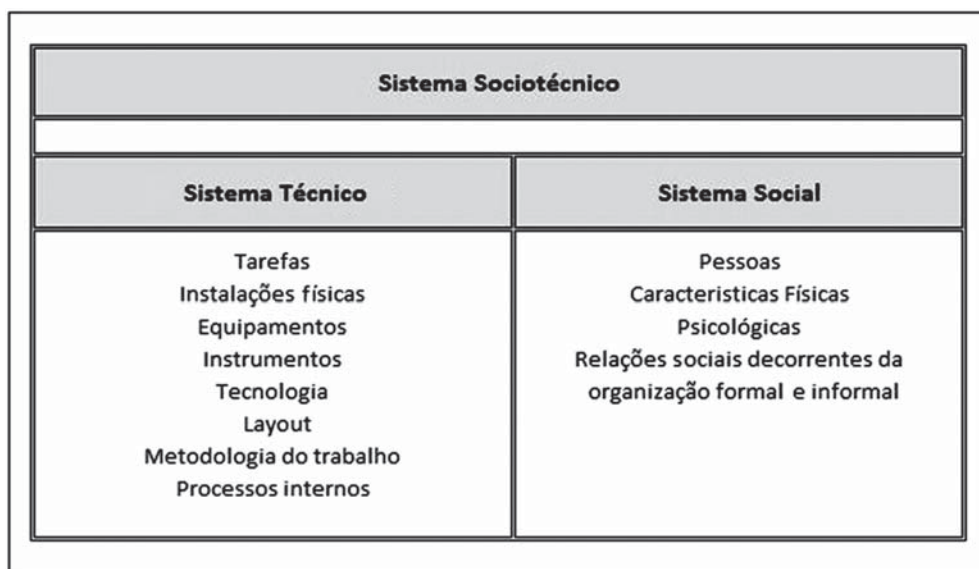 Sistema Sociotécnico
Sistema Técnico
Sistema Social
Tarefas
Instalações físicas
Equipamentos
Instrumentos
Tecnologia
Layout
Metodologia do trabalho
Processos internos
Pessoas
Caracteristicas Físicas
Psicológicas
Relações sociais decorrentes da
organização formal e informal